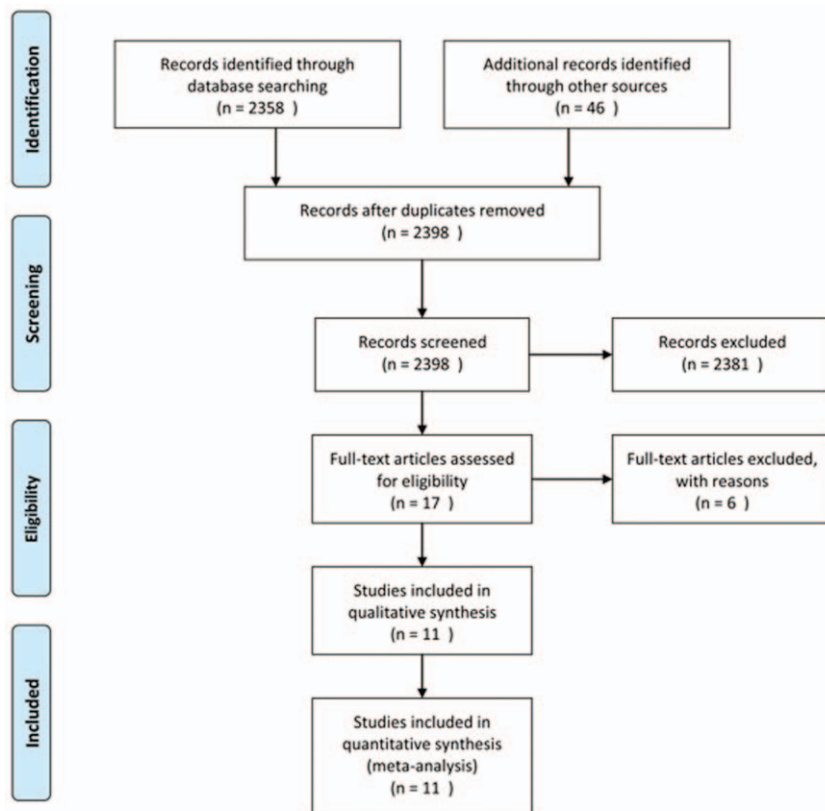 Identification
Records identified through
database searching
(n = 2358 )
Additional records identified
through other sources
(n = 46 )
Records after duplicates removed
(n = 2398 )
Screening
Records screened
(n = 2398 )
Records excluded
(n = 2381 )
Eligibility
Full-text articles assessed
for eligibility
(n = 17 )
Full-text articles excluded,
with reasons
(n = 6 )
Studies included in
qualitative synthesis
(n = 11 )
Included
Studies included in
quantitative synthesis
(meta-analysis)
(n = 11 )